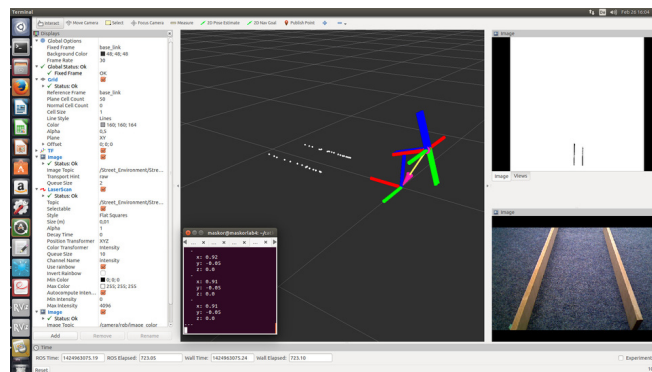 Terminal
Feb.26 16:04
Interact Move Camera Select Focus Camera Measure 2D Pose Estimate 2D Nav Goal Publish Point
Displays
Global Options
Fixed Frame base_link
Background Color 48; 48; 48
Frame Rate 30
Global Status: Ok
Fixed Frame OK
Grid
Status: Ok
Reference Frame base_link
Plane Cell Count 50
Normal Cell Count 0
Cell Size 1
Line Style Lines
Color 160; 160; 164
Alpha 0,5
Plane XY
Offset 0; 0; 0
TF
Image
Status: Ok
Image Topic /Street_Environment/Stre...
Transport Hint raw
Queue Size 2
LaserScan
Status: Ok
Topic /Street_Environment/Stre...
Selectable
Style Flat Squares
Size (m) 0,01
Alpha 1
Decay Time 0
Position Transformer XYZ
Color Transformer Intensity
Queue Size 10
Channel Name Intensity
Use rainbow
Invert Rainbow
Min Color 0; 0; 0
Max Color 255; 255; 255
Autocompute Inten...
Min Intensity 0
Max Intensity 4096
Image
Status: Ok
Image Topic /camera/rgb/image_color
Add Remove Rename
x: 0.92
y: -0.05
z: 0.0
-
x: 0.91
y: -0.05
z: 0.0
-
x: 0.91
y: -0.05
z: 0.0
---
Image
Image Views
Image
Time
ROS Time: 1424963075.19 ROS Elapsed: 723.05 Wall Time: 1424963075.24 Wall Elapsed: 723.10
Experimental
Reset